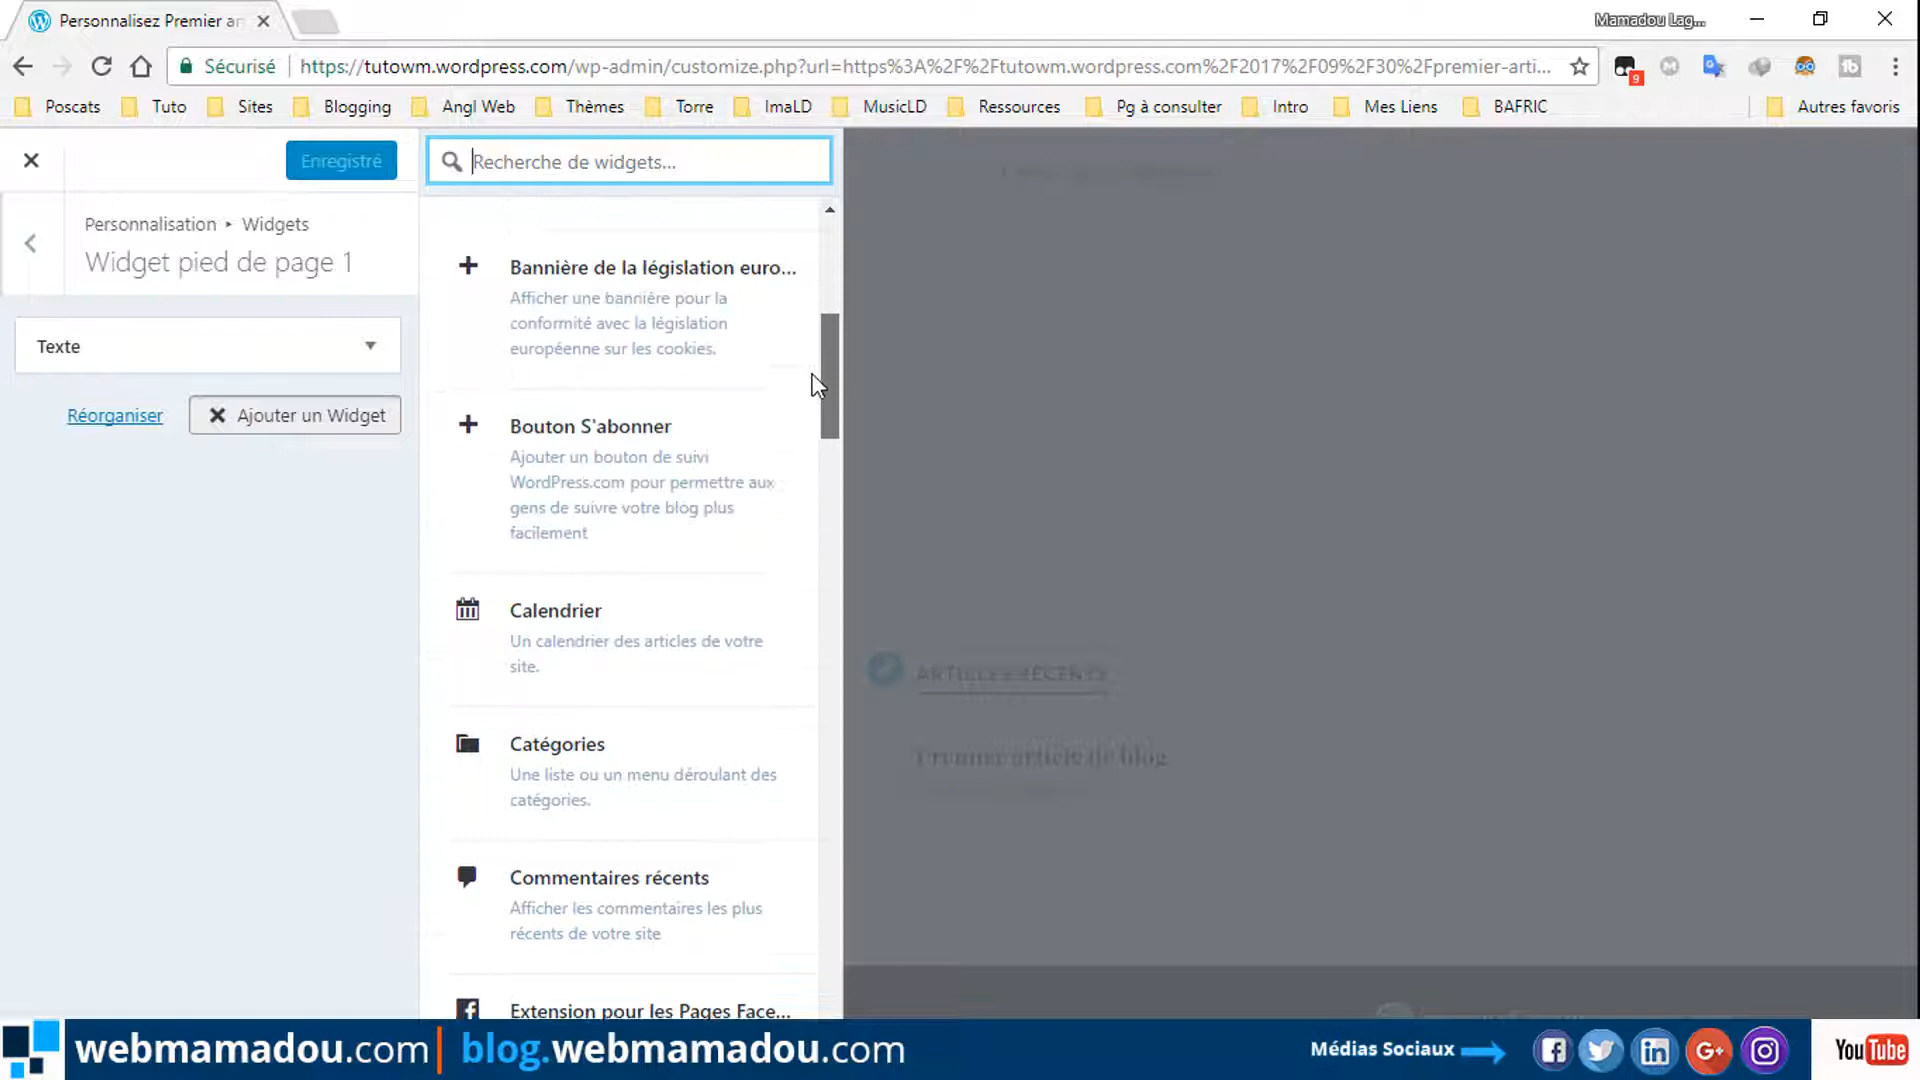 Personnalisez Premier ar
Mamadou Lag...
Sécurisé
https://tutowm.wordpress.com/wp-admin/customize.php?url=https%3A%2F%2Ftutowm.wordpress.com%2F2017%2F09%2F30%2Fpremier-arti...
9
Poscats
Tuto
Sites
Blogging
Angl Web
Thèmes
Torre
ImaLD
MusicLD
Ressources
Pg à consulter
Intro
Mes Liens
BAFRIC
Autres favoris
Enregistré
Recherche de widgets...
Personnalisation ▸ Widgets
Widget pied de page 1
Texte
Réorganiser
Ajouter un Widget
Bannière de la législation euro...
Afficher une bannière pour la
conformité avec la législation
européenne sur les cookies.
Bouton S'abonner
Ajouter un bouton de suivi
WordPress.com pour permettre aux
gens de suivre votre blog plus
facilement
Calendrier
Un calendrier des articles de votre
site.
Catégories
Une liste ou un menu déroulant des
catégories.
Commentaires récents
Afficher les commentaires les plus
récents de votre site
Extension pour les Pages Face...
ARTICLES RÉCENTS
Premier article de blog
webmamadou.com | blog.webmamadou.com
Médias Sociaux
G+
YouTube